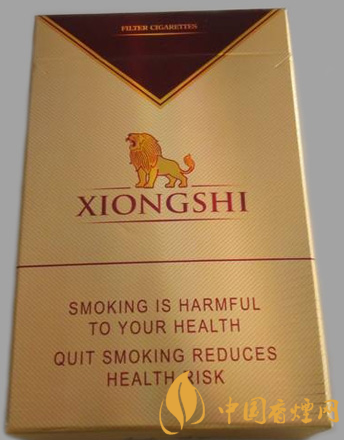 FILTER CIGARETTES
XIONGSHI
SMOKING IS HARMFUL
TO YOUR HEALTH
QUIT SMOKING REDUCES
HEALTH RISK
中国香烟网